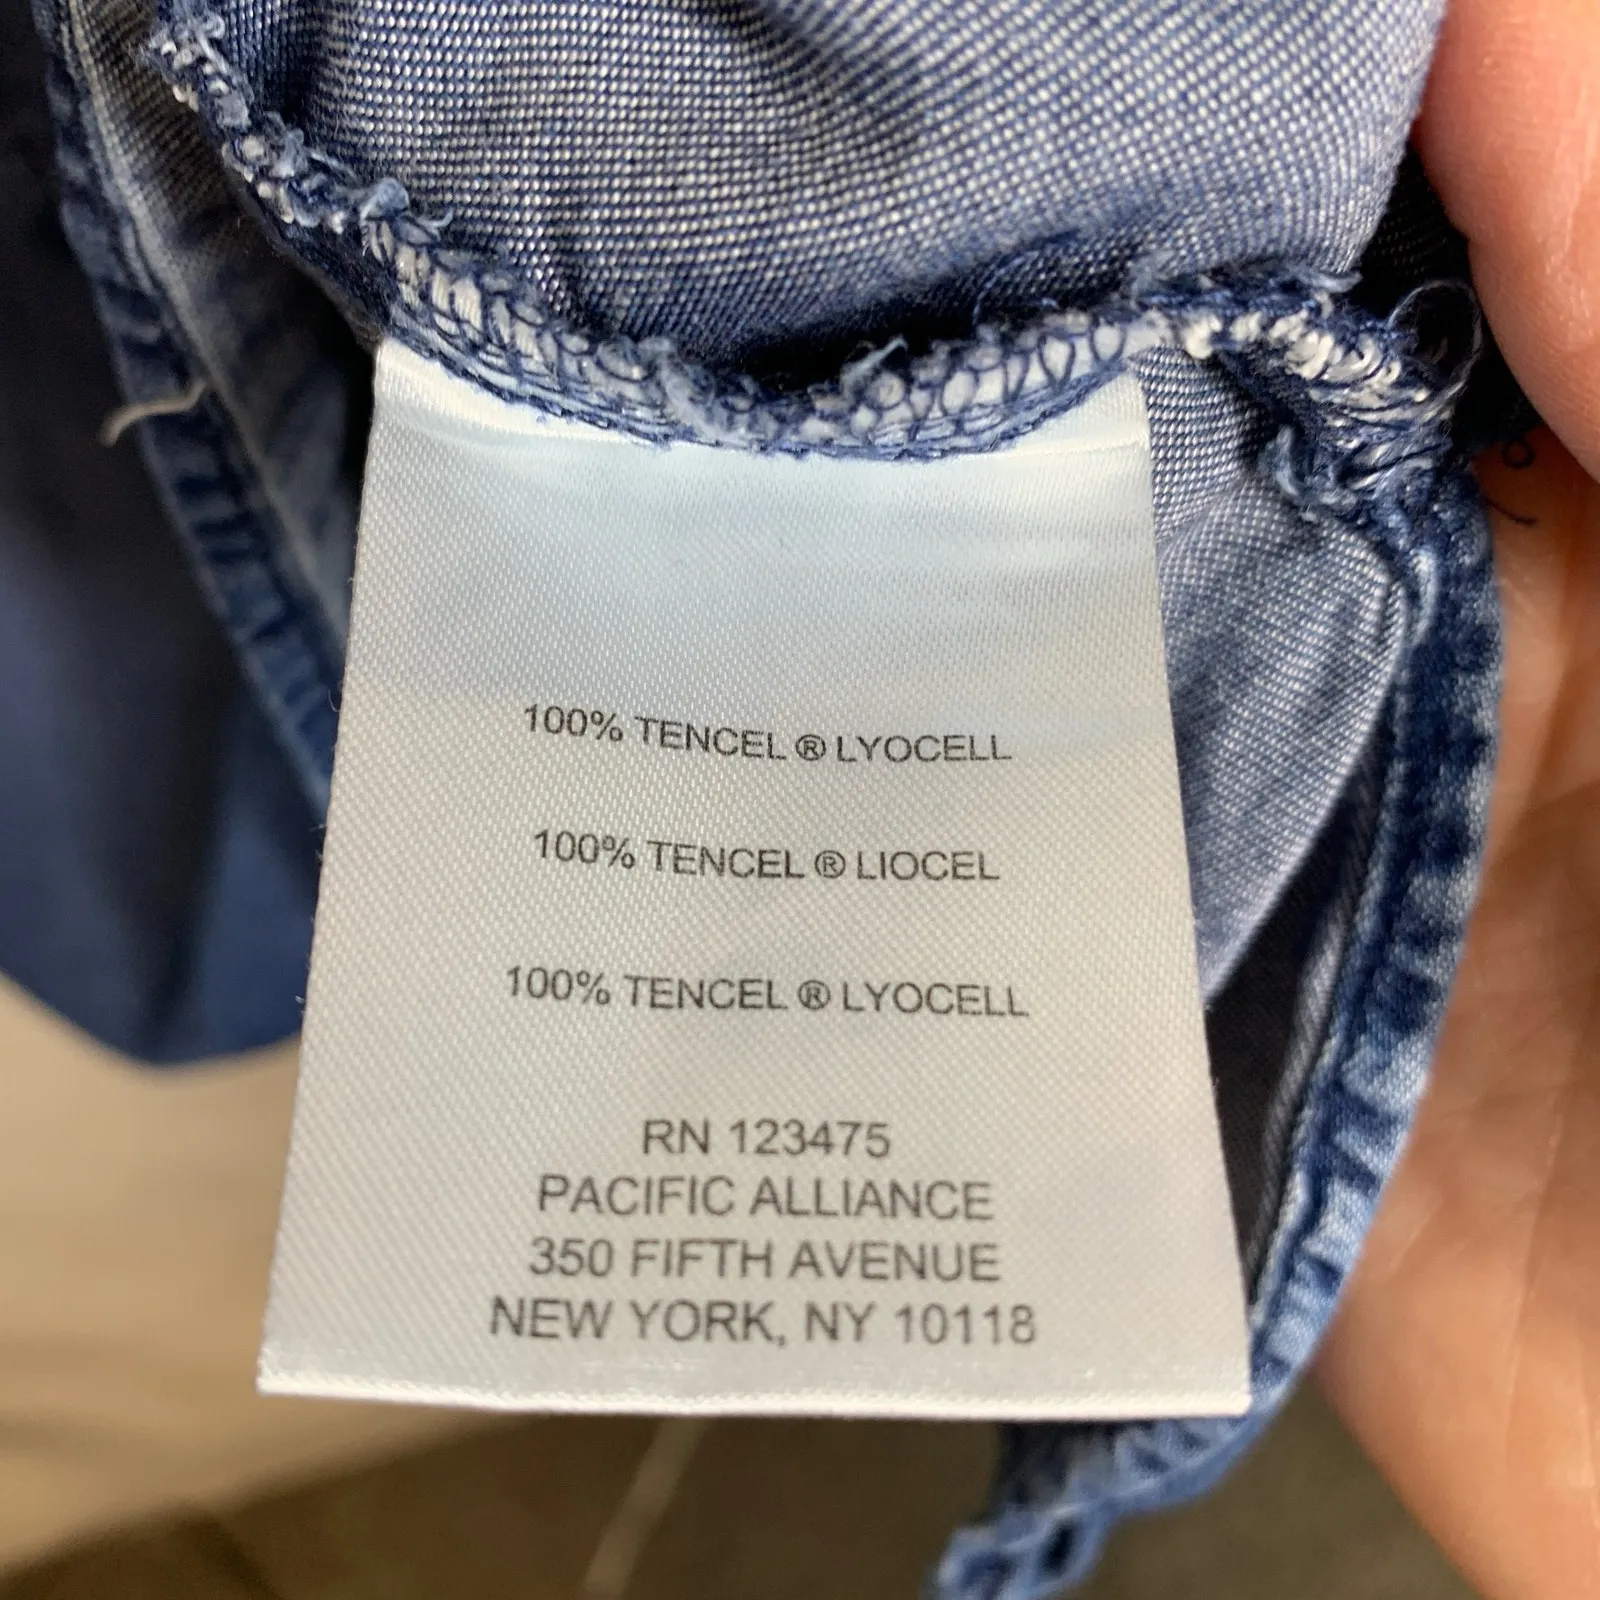 100% TENCEL ® LYOCELL
100% TENCEL ® LIOCEL
100% TENCEL ® LYOCELL
RN 123475
PACIFIC ALLIANCE
350 FIFTH AVENUE
NEW YORK, NY 10118